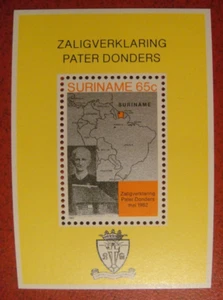 ZALIGVERKLARING
PATER DONDERS
SURINAME 65c
SURINAME
Zaligverklaring
Pater Donders
mei 1982